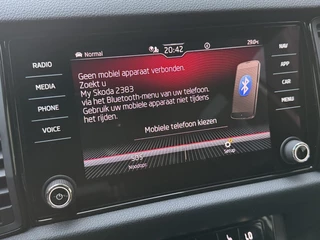 Normal
20:42
RADIO
MEDIA
PHONE
VOICE
NAV
APP
CAR
MENU
Geen mobiel apparaat verbonden.
Zoekt u
My Skoda 2383
via het Bluetooth-menu van uw telefoon.
Gebruik uw mobiele apparaat niet tijdens
het rijden.
Mobiele telefoon kiezen
Setup
LO